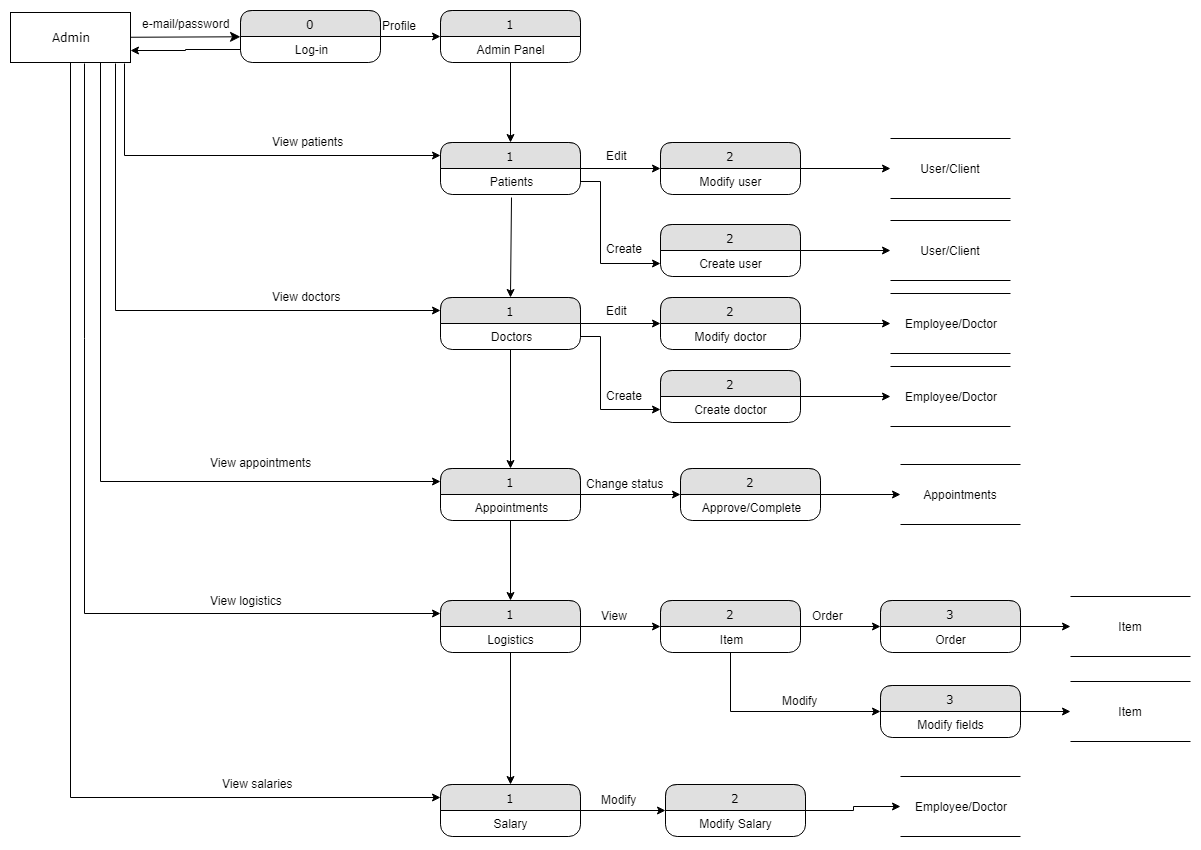 Admin
e-mail/password
0
Log-in
Profile
1
Admin Panel
View patients
1
Patients
Edit
2
Modify user
User/Client
Create
2
Create user
User/Client
View doctors
1
Doctors
Edit
2
Modify doctor
Employee/Doctor
Create
2
Create doctor
Employee/Doctor
View appointments
1
Appointments
Change status
2
Approve/Complete
Appointments
View logistics
1
Logistics
View
2
Item
Order
3
Order
Item
Modify
3
Modify fields
Item
View salaries
1
Salary
Modify
2
Modify Salary
Employee/Doctor